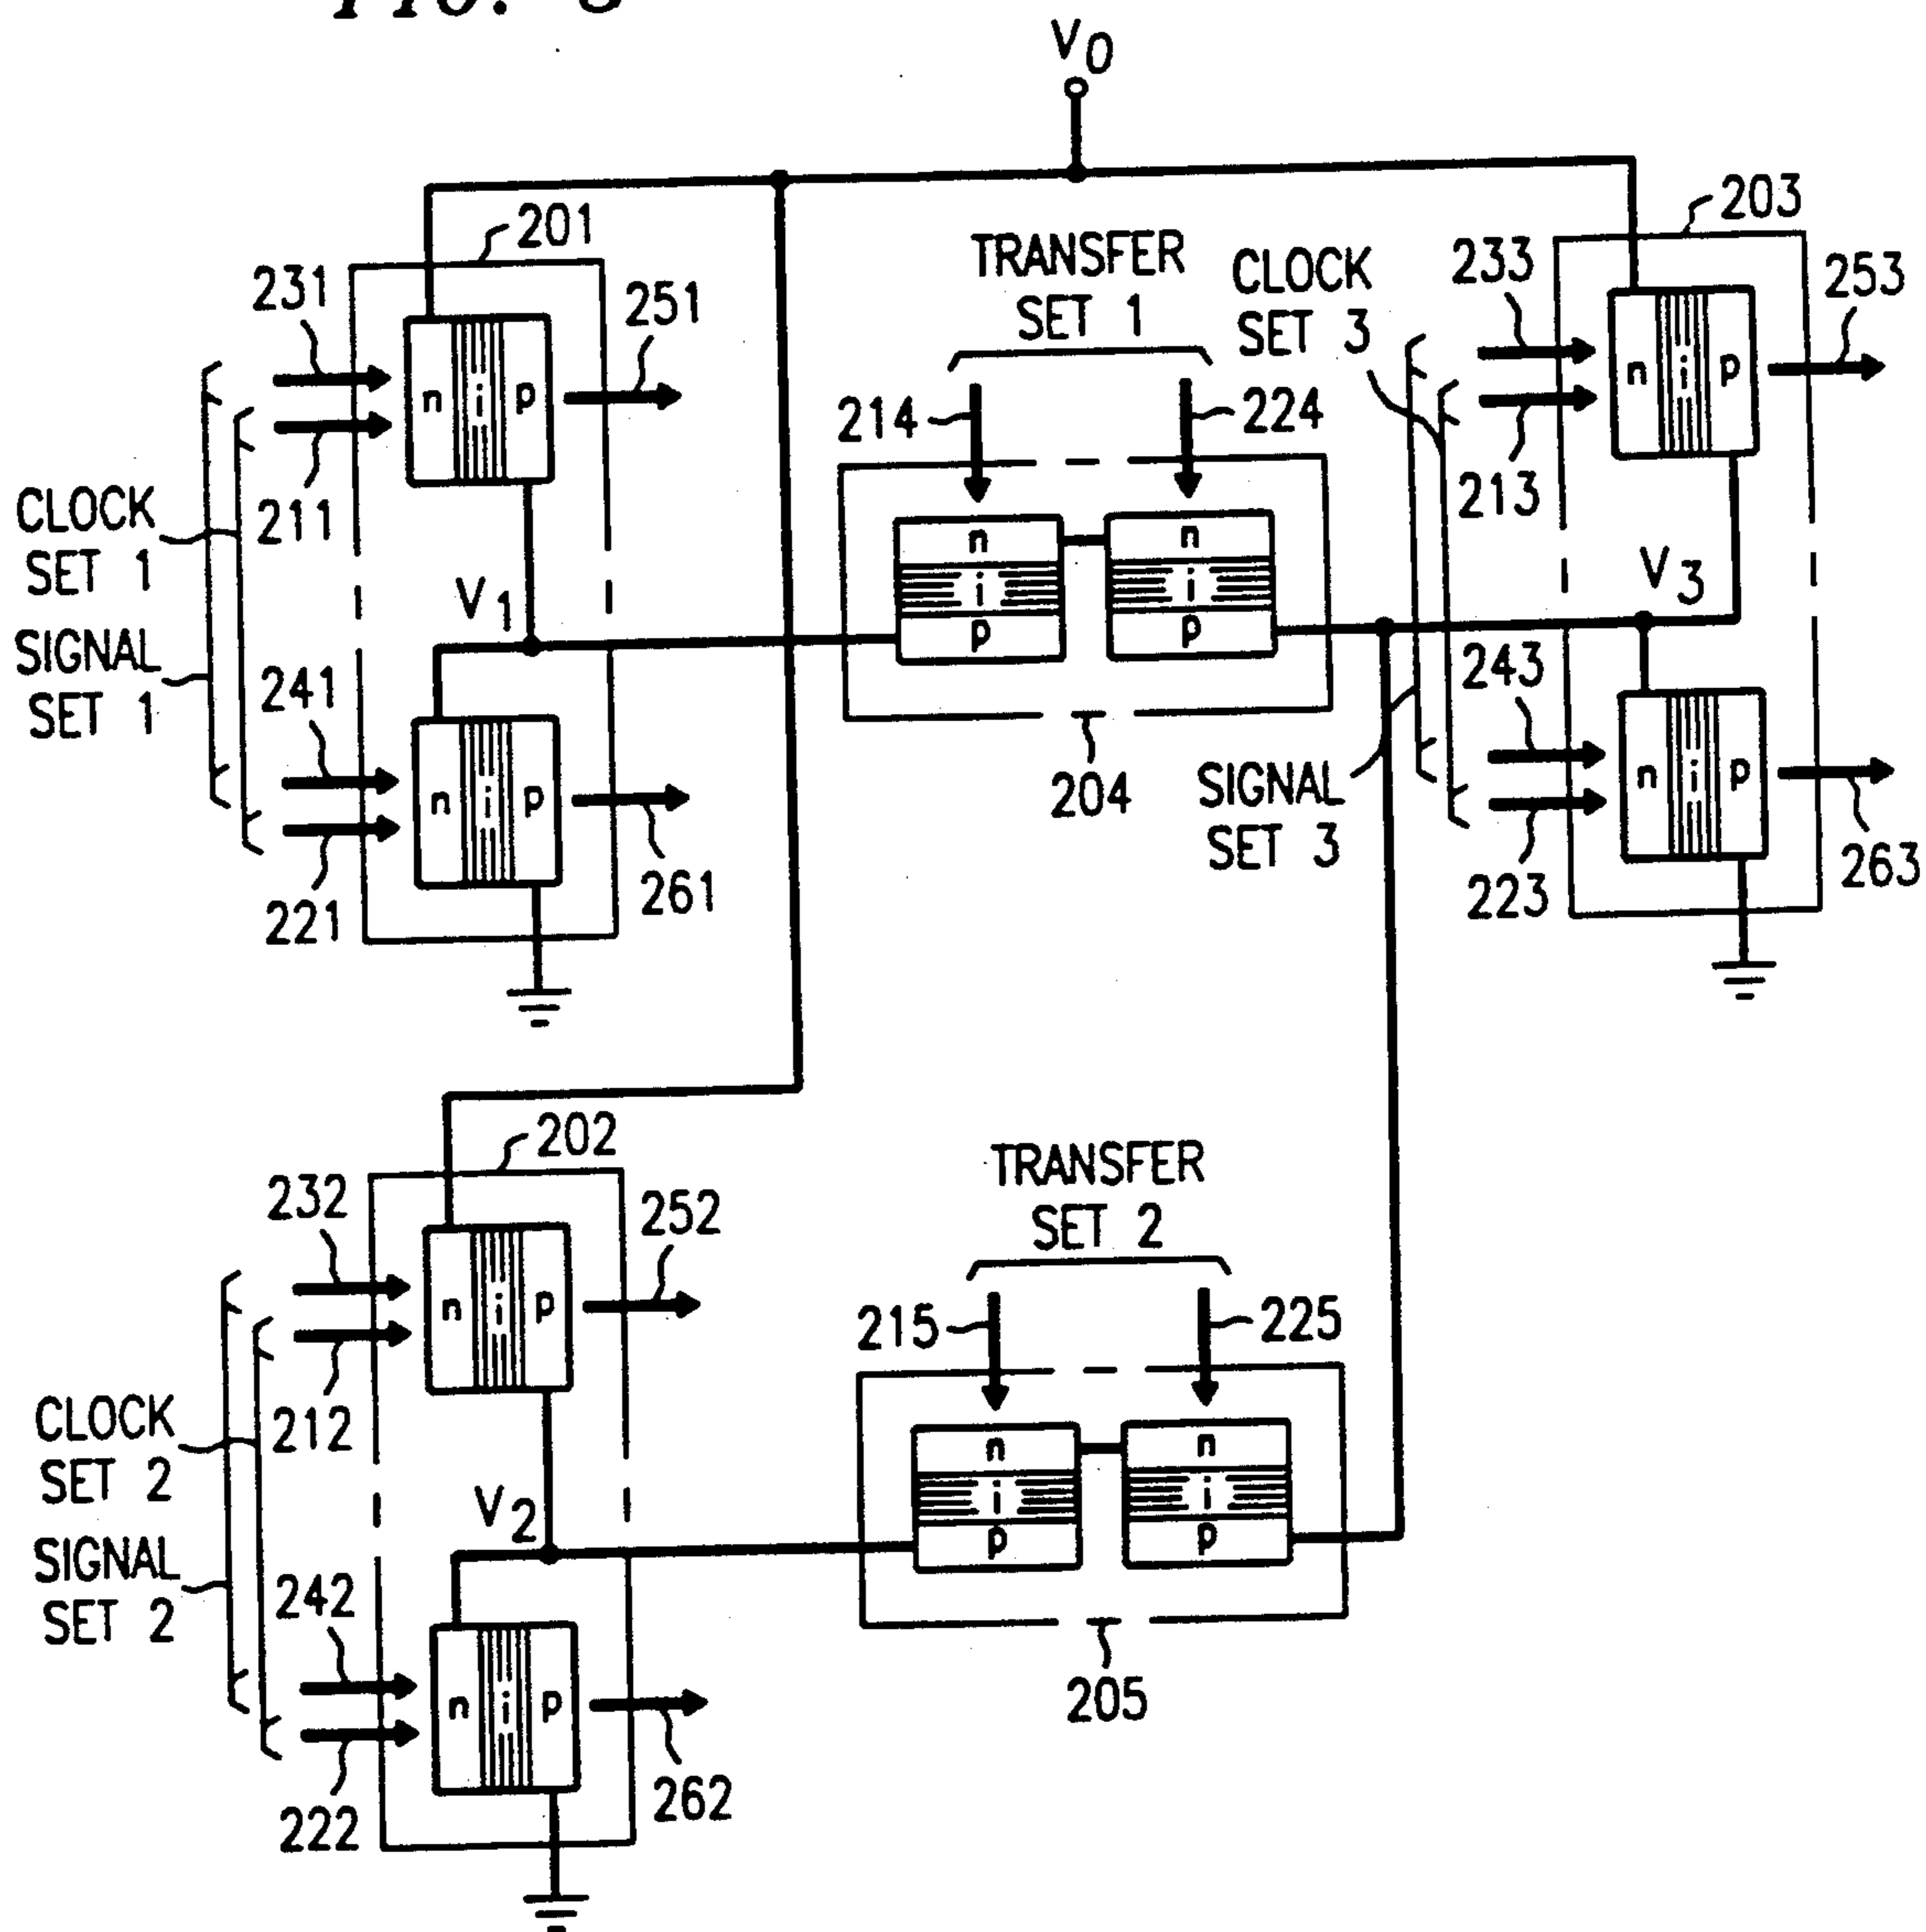 FIG. 3
V0
201
203
231
251
TRANSFER
SET 1
CLOCK
SET 3
233
253
n i p
n i p
214
224
211
213
CLOCK
SET 1
n
n
i
i
p
p
V1
V3
SIGNAL
SET 1
241
243
n i p
n i p
204
SIGNAL
SET 3
221
261
223
263
202
232
252
TRANSFER
SET 2
n i p
215
225
212
CLOCK
SET 2
n
n
i
i
p
p
V2
SIGNAL
SET 2
242
n i p
205
222
262